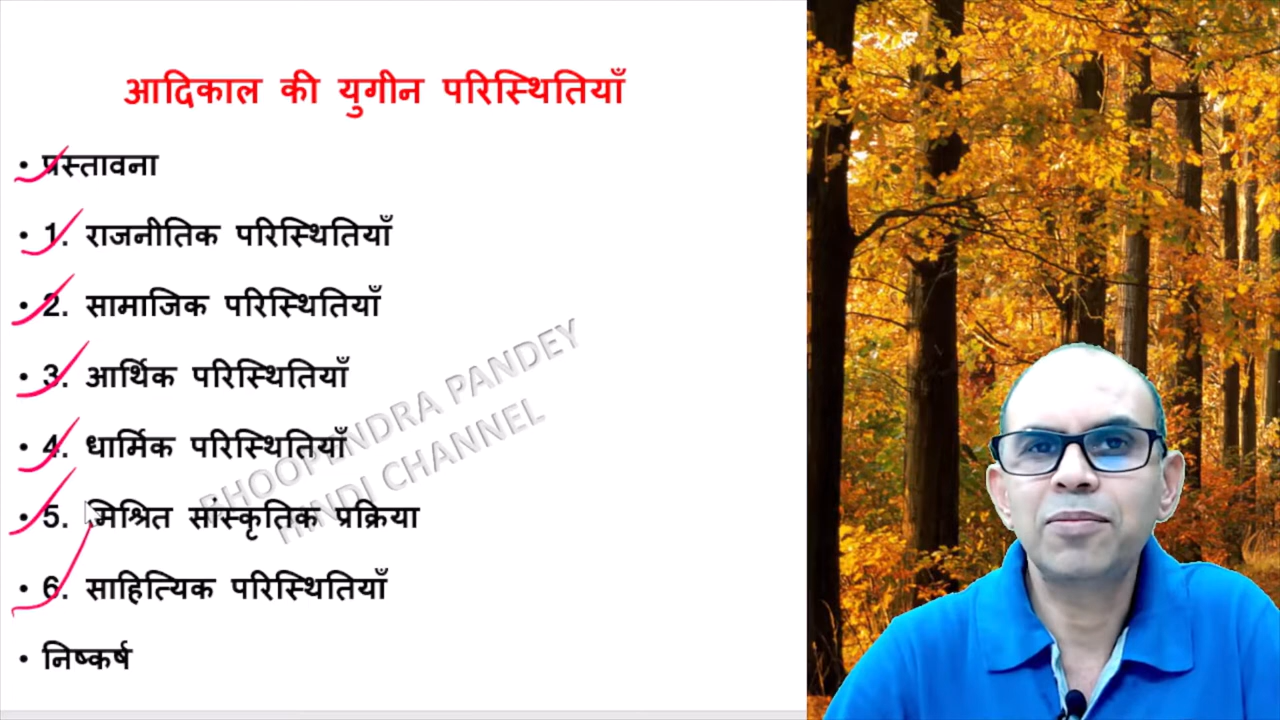 आदिकाल की युगीन परिस्थितियाँ
• प्रस्तावना
• 1. राजनीतिक परिस्थितियाँ
• 2. सामाजिक परिस्थितियाँ
• 3. आर्थिक परिस्थितियाँ
• 4. धार्मिक परिस्थितियाँ
• 5. मिश्रित सांस्कृतिक प्रक्रिया
• 6. साहित्यिक परिस्थितियाँ
• निष्कर्ष
BHOOPENDRA PANDEY
HINDI CHANNEL